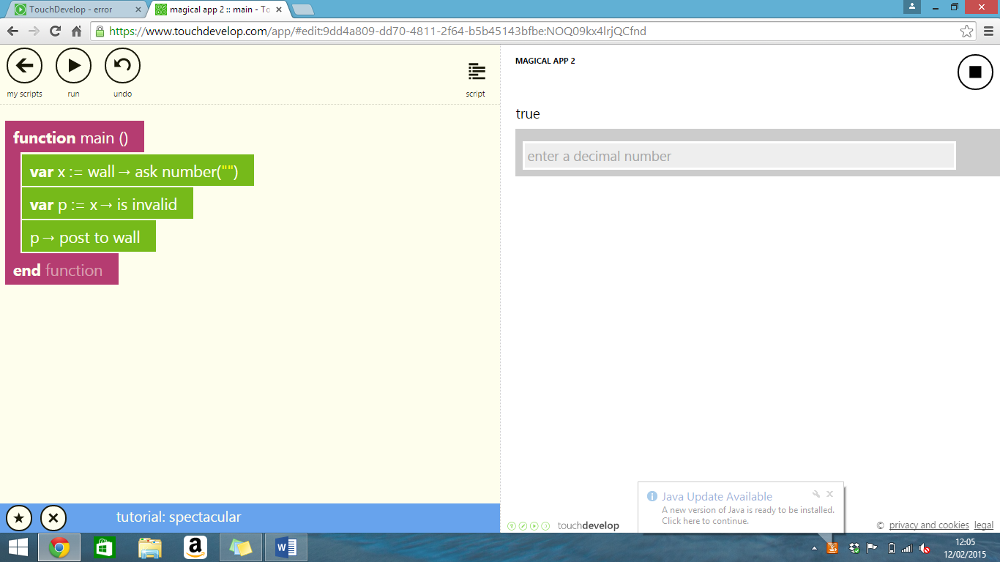 TouchDevelop - error
magical app 2 :: main - To
https://www.touchdevelop.com/app/#edit:9dd4a809-dd70-4811-2f64-b5b45143bfbe:NOQ09kx4lrjQCfnd
my scripts
run
undo
script
function main ()
var x := wall → ask number("")
var p := x → is invalid
p → post to wall
end function
tutorial: spectacular
MAGICAL APP 2
true
enter a decimal number
Java Update Available
A new version of Java is ready to be installed.
Click here to continue.
touchdevelop
© privacy and cookies legal
12:05
12/02/2015